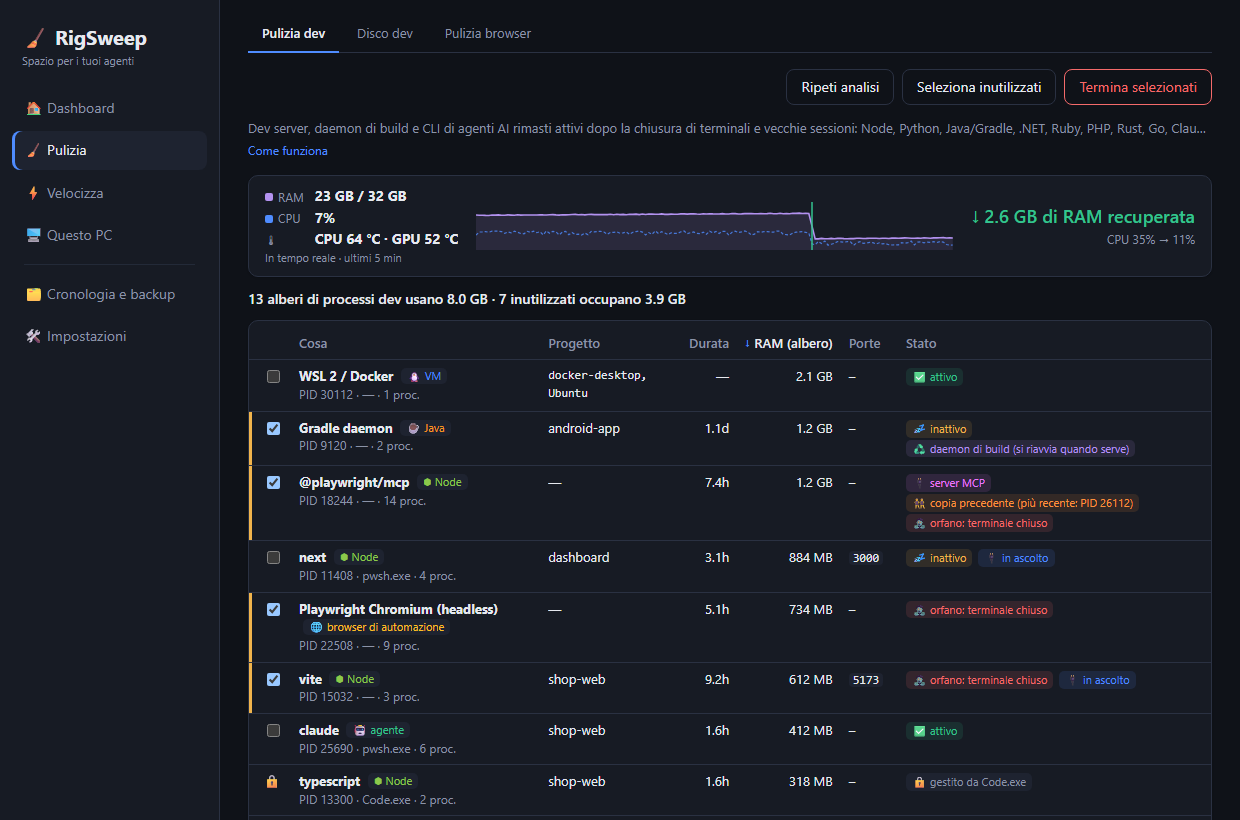 RigSweep
Spazio per i tuoi agenti
Dashboard
Pulizia
Velocizza
Questo PC
Cronologia e backup
Impostazioni
Pulizia dev
Disco dev
Pulizia browser
Ripeti analisi
Seleziona inutilizzati
Termina selezionati
Dev server, daemon di build e CLI di agenti AI rimasti attivi dopo la chiusura di terminali e vecchie sessioni: Node, Python, Java/Gradle, .NET, Ruby, PHP, Rust, Go, Clau...
Come funziona
RAM 23 GB / 32 GB
CPU 7%
CPU 64 °C · GPU 52 °C
In tempo reale · ultimi 5 min
↓ 2.6 GB di RAM recuperata
CPU 35% → 11%
13 alberi di processi dev usano 8.0 GB · 7 inutilizzati occupano 3.9 GB
Cosa Progetto Durata ↓ RAM (albero) Porte Stato
WSL 2 / Docker VM docker-desktop, — 2.1 GB – attivo
PID 30112 · — · 1 proc. Ubuntu
Gradle daemon Java android-app 1.1d 1.2 GB – inattivo
PID 9120 · — · 2 proc. daemon di build (si riavvia quando serve)
@playwright/mcp Node — 7.4h 1.2 GB – server MCP
PID 18244 · — · 14 proc. copia precedente (più recente: PID 26112)
orfano: terminale chiuso
next Node dashboard 3.1h 884 MB 3000 inattivo in ascolto
PID 11408 · pwsh.exe · 4 proc.
Playwright Chromium (headless) — 5.1h 734 MB – orfano: terminale chiuso
browser di automazione
PID 22508 · — · 9 proc.
vite Node shop-web 9.2h 612 MB 5173 orfano: terminale chiuso in ascolto
PID 15032 · — · 3 proc.
claude agente shop-web 1.6h 412 MB – attivo
PID 25690 · pwsh.exe · 6 proc.
typescript Node shop-web 1.6h 318 MB – gestito da Code.exe
PID 13300 · Code.exe · 2 proc.